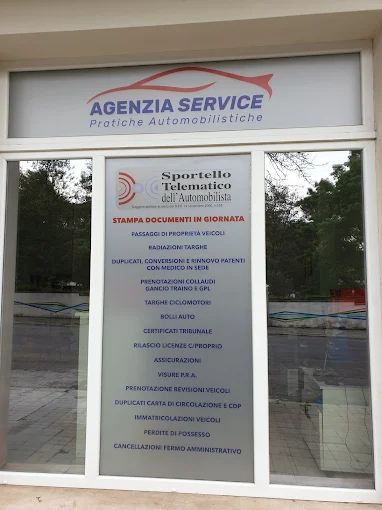 AGENZIA SERVICE
Pratiche Automobilistiche
Sportello
Telematico
dell'Automobilista
STAMPA DOCUMENTI IN GIORNATA
PASSAGGI DI PROPRIETÀ VEICOLI
RADIAZIONI TARGHE
DUPLICATI, CONVERSIONI E RINNOVO PATENTI
CON MEDICO IN SEDE
PRENOTAZIONI COLLAUDI
GANCIO TRAINO E GPL
TARGHE CICLOMOTORI
BOLLI AUTO
CERTIFICATI TRIBUNALE
RILASCIO LICENZE C/PROPRIO
ASSICURAZIONI
VISURE P.R.A.
PRENOTAZIONE REVISIONI VEICOLI
DUPLICATI CARTA DI CIRCOLAZIONE E CDP
IMMATRICOLAZIONI VEICOLI
PERDITE DI POSSESSO
CANCELLAZIONI FERMO AMMINISTRATIVO